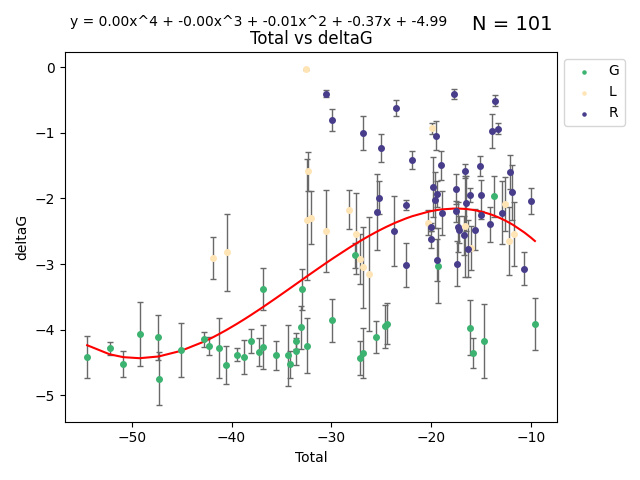 y = 0.00x^4 + -0.00x^3 + -0.01x^2 + -0.37x + -4.99
N = 101
Total vs deltaG
deltaG
0
−1
−2
−3
−4
−5
−50
−40
−30
−20
−10
Total
G
L
R